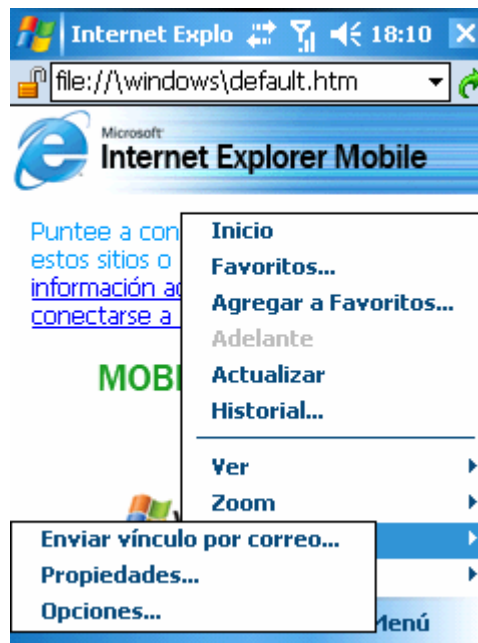 Internet Explo
18:10
file://\windows\default.htm
Microsoft
Internet Explorer Mobile
Puntee a con
estos sitios o
información a
conectarse a
MOBI
Inicio
Favoritos...
Agregar a Favoritos...
Adelante
Actualizar
Historial...
Ver
Zoom
Enviar vínculo por correo...
Propiedades...
Opciones...
Menú